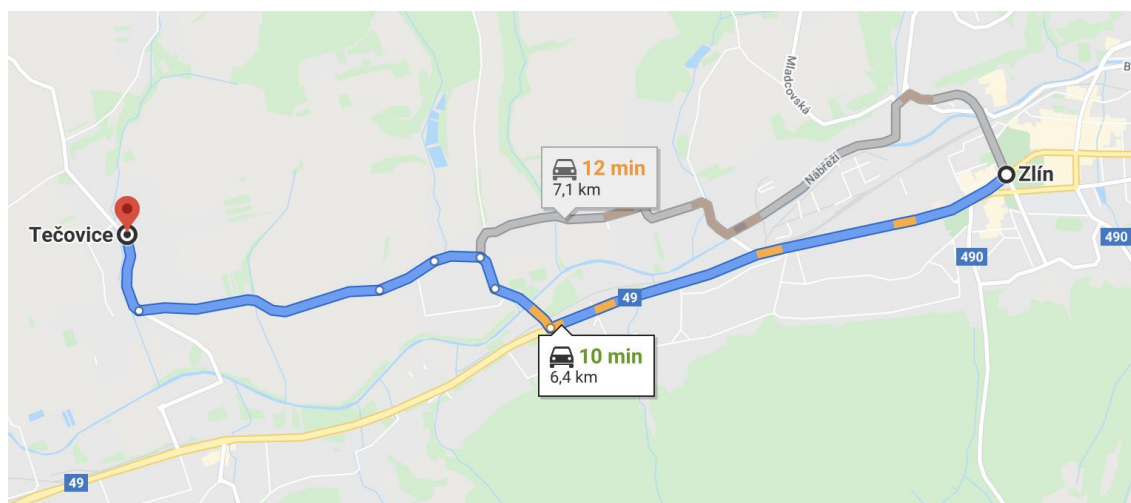 Mladcovská
B
12 min
7,1 km
Nábřeží
Zlín
Tečovice
490
490
49
10 min
6,4 km
49